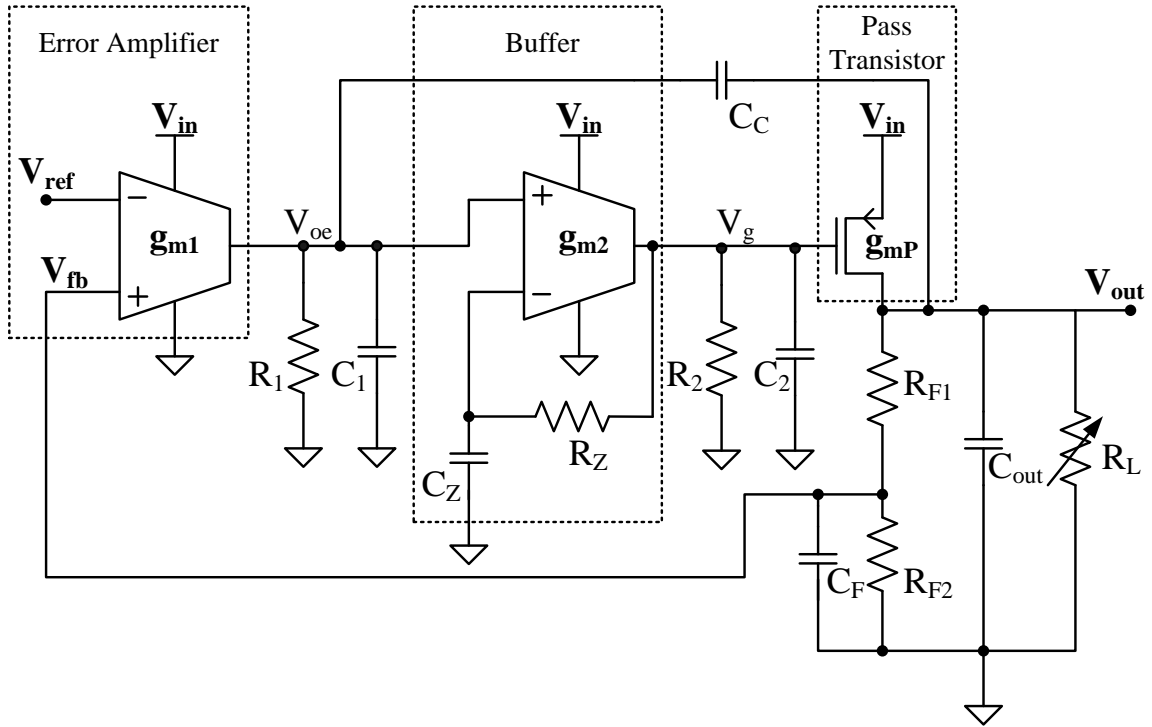 Error Amplifier
Buffer
Pass
Transistor
V_in
V_in
V_in
C_C
V_ref
−
g_m1
V_fb
+
V_oe
+
g_m2
−
V_g
g_mP
V_out
R_1
C_1
R_Z
C_Z
R_2
C_2
R_F1
C_out
R_L
C_F
R_F2